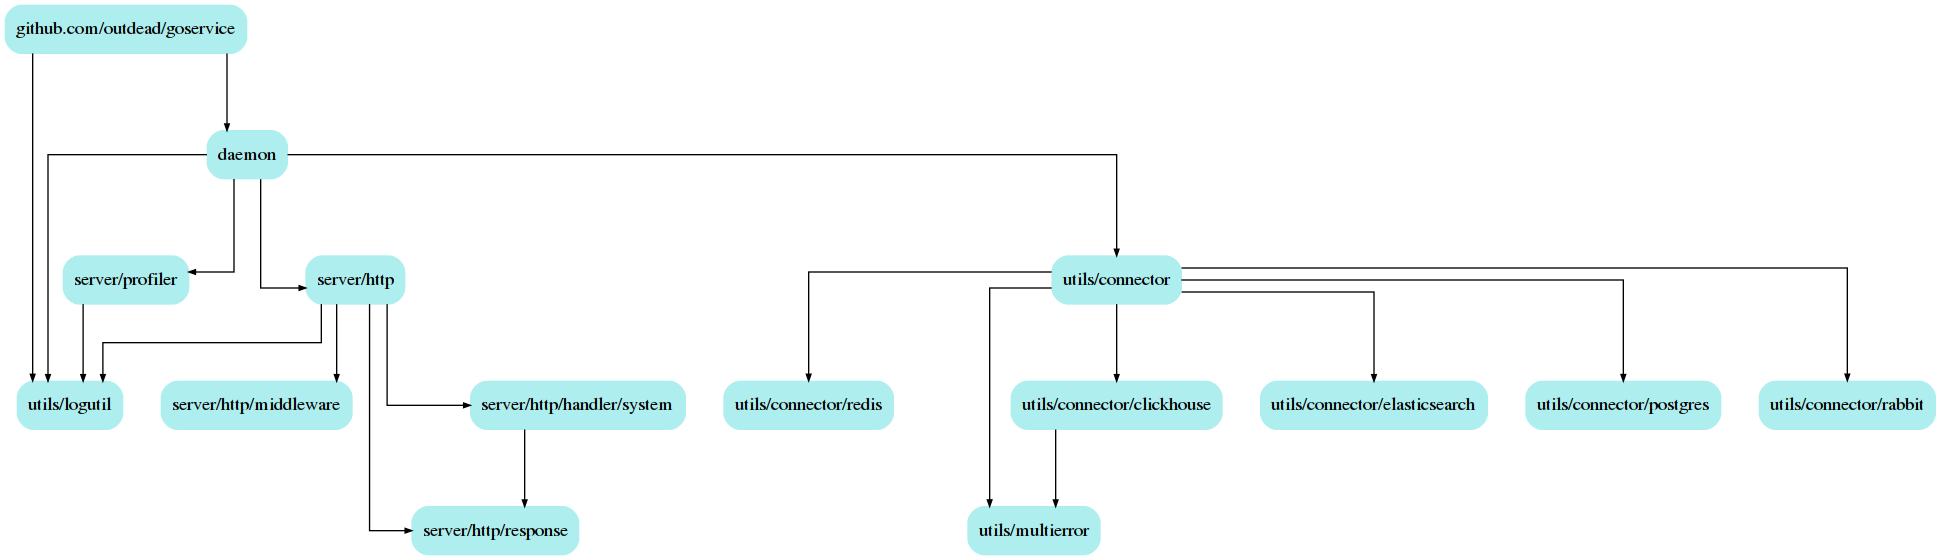 github.com/outdead/goservice
daemon
server/profiler
server/http
utils/connector
utils/logutil
server/http/middleware
server/http/handler/system
utils/connector/redis
utils/connector/clickhouse
utils/connector/elasticsearch
utils/connector/postgres
utils/connector/rabbit
server/http/response
utils/multierror